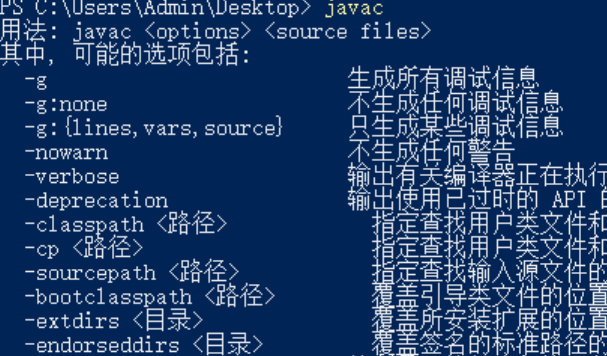 PS C:\Users\Admin\Desktop> javac
用法: javac <options> <source files>
其中, 可能的选项包括:
-g 生成所有调试信息
-g:none 不生成任何调试信息
-g:{lines,vars,source} 只生成某些调试信息
-nowarn 不生成任何警告
-verbose 输出有关编译器正在执行
-deprecation 输出使用已过时的 API 的
-classpath <路径> 指定查找用户类文件和
-cp <路径> 指定查找用户类文件和
-sourcepath <路径> 指定查找输入源文件的
-bootclasspath <路径> 覆盖引导类文件的位置
-extdirs <目录> 覆盖所安装扩展的位置
-endorseddirs <目录> 覆盖签名的标准路径的